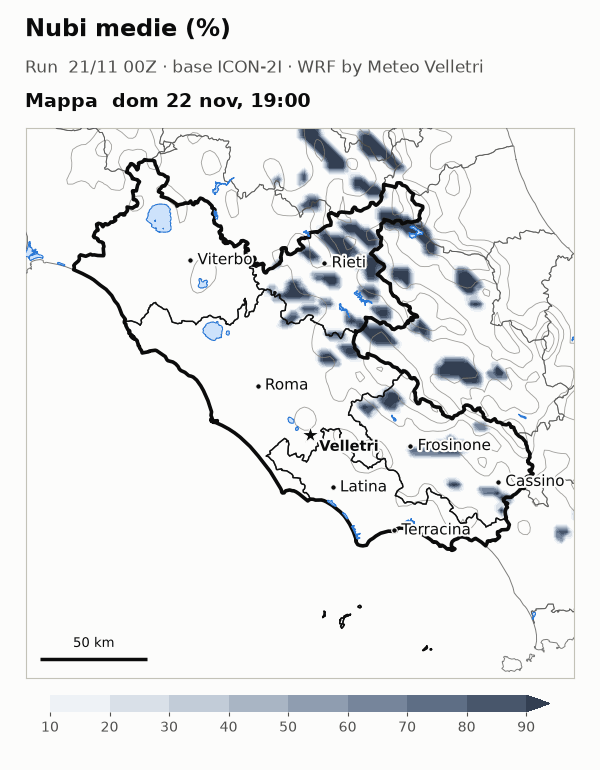 Nubi medie (%)
Run 21/11 00Z · base ICON-2I · WRF by Meteo Velletri
Mappa dom 22 nov, 19:00
Viterbo
Rieti
Roma
Velletri
Frosinone
Latina
Cassino
Terracina
50 km
10 20 30 40 50 60 70 80 90